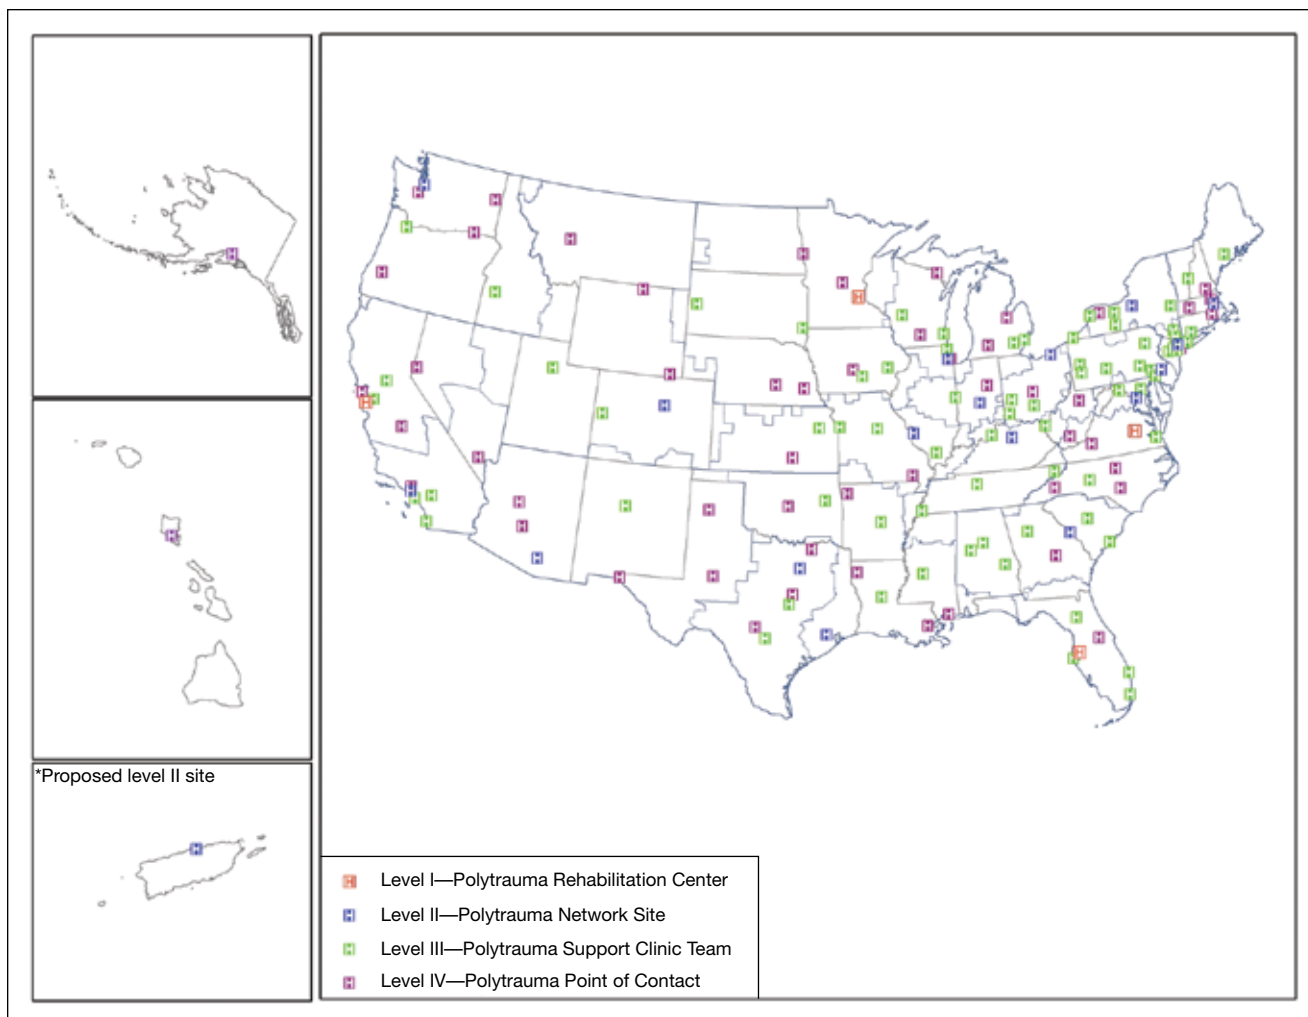 *Proposed level II site
Level I—Polytrauma Rehabilitation Center
Level II—Polytrauma Network Site
Level III—Polytrauma Support Clinic Team
Level IV—Polytrauma Point of Contact